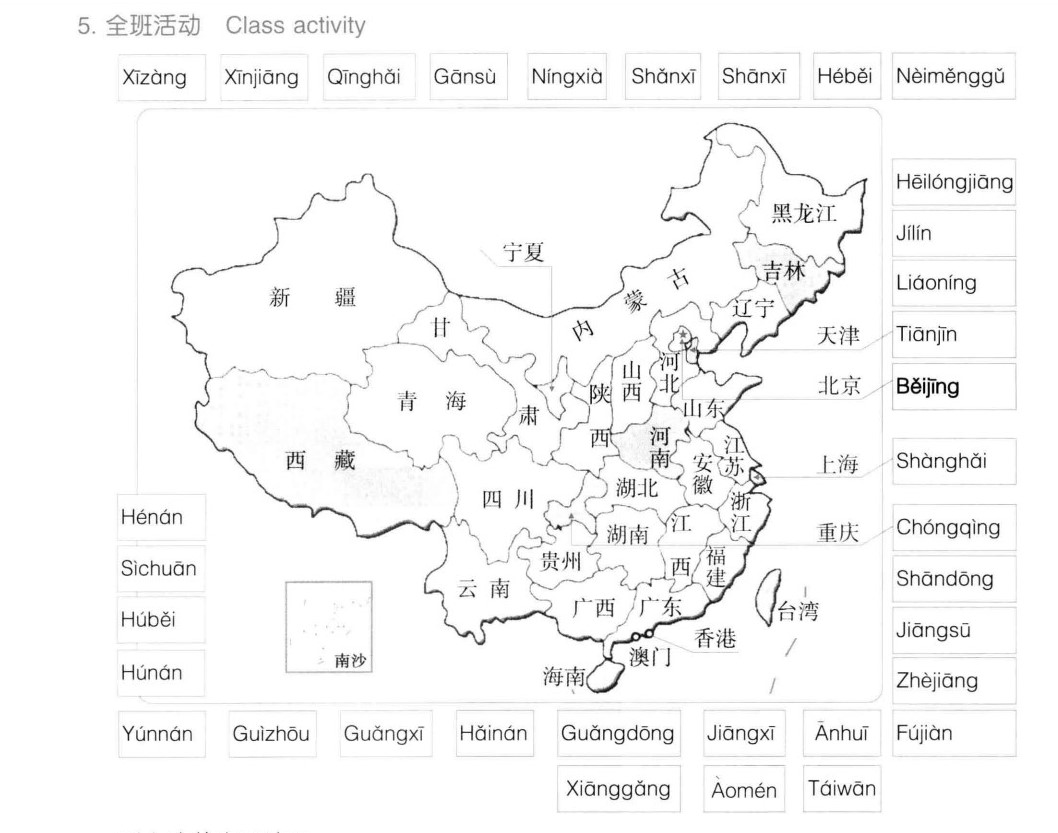 5. 全班活动 Class activity
Xīzàng Xīnjiāng Qīnghǎi Gānsù Níngxià Shǎnxī Shānxī Héběi Nèiměnggǔ
Hēilóngjiāng
黑龙江
Jílín
宁夏
吉林
Liáoníng
新疆
内蒙古
辽宁
甘肃
天津
Tiānjīn
山西
河北
北京
Běijīng
青海
陕西
山东
河南
江苏
西藏
安徽
上海
Shànghǎi
四川
湖北
浙江
Hénán
湖南
江西
重庆
Chóngqìng
贵州
福建
Sìchuān
云南
Shāndōng
广西
广东
台湾
Húběi
香港
Jiāngsū
南沙
澳门
Húnán
海南
Zhèjiāng
Yúnnán Guìzhōu Guǎngxī Hǎinán Guǎngdōng Jiāngxī Ānhuī Fújiàn
Xiānggǎng Àomén Táiwān